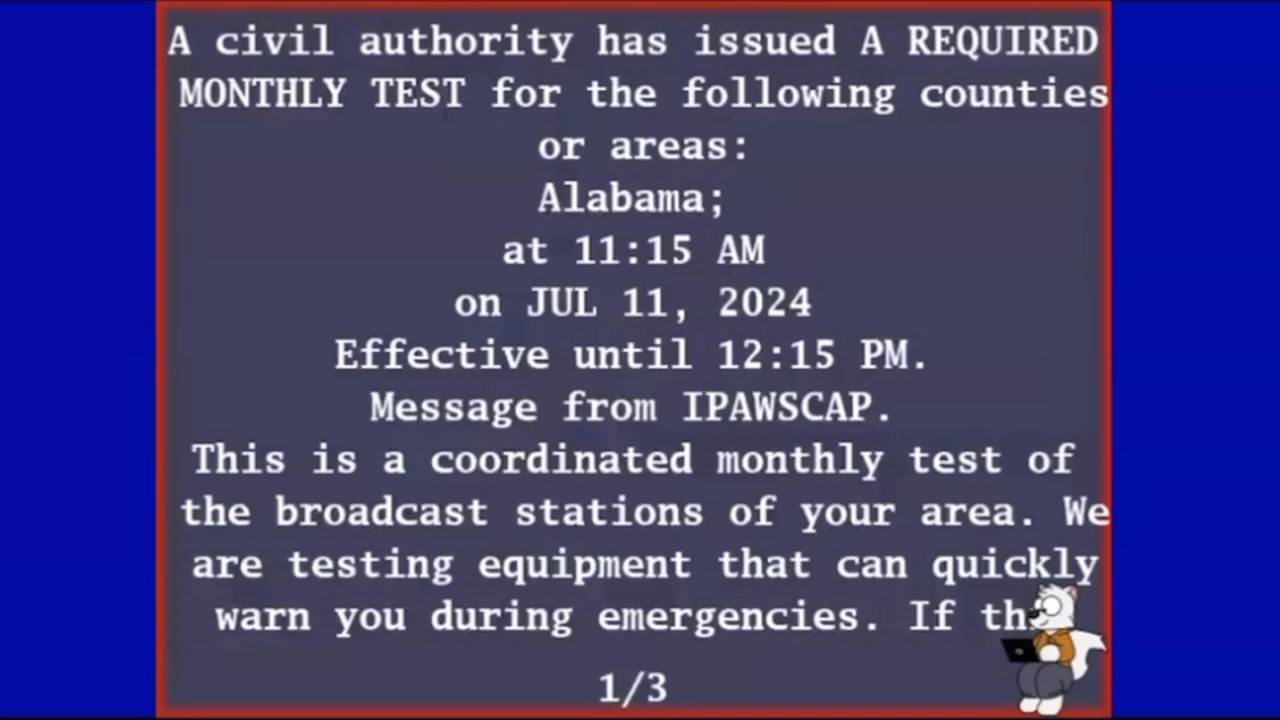 A civil authority has issued A REQUIRED
MONTHLY TEST for the following counties
or areas:
Alabama;
at 11:15 AM
on JUL 11, 2024
Effective until 12:15 PM.
Message from IPAWSCAP.
This is a coordinated monthly test of
the broadcast stations of your area. We
are testing equipment that can quickly
warn you during emergencies. If
1/3